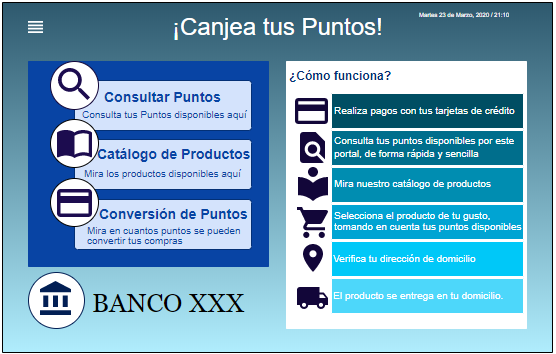 ¡Canjea tus Puntos!
Martes 23 de Marzo, 2020 / 21:10
Consultar Puntos
Consulta tus Puntos disponibles aquí
Catálogo de Productos
Mira los productos disponibles aquí
Conversión de Puntos
Mira en cuantos puntos se pueden
convertir tus compras
BANCO XXX
¿Cómo funciona?
Realiza pagos con tus tarjetas de crédito
Consulta tus puntos disponibles por este
portal, de forma rápida y sencilla
Mira nuestro catálogo de productos
Selecciona el producto de tu gusto,
tomando en cuenta tus puntos disponibles
Verifica tu dirección de domicilio
El producto se entrega en tu domicilio.